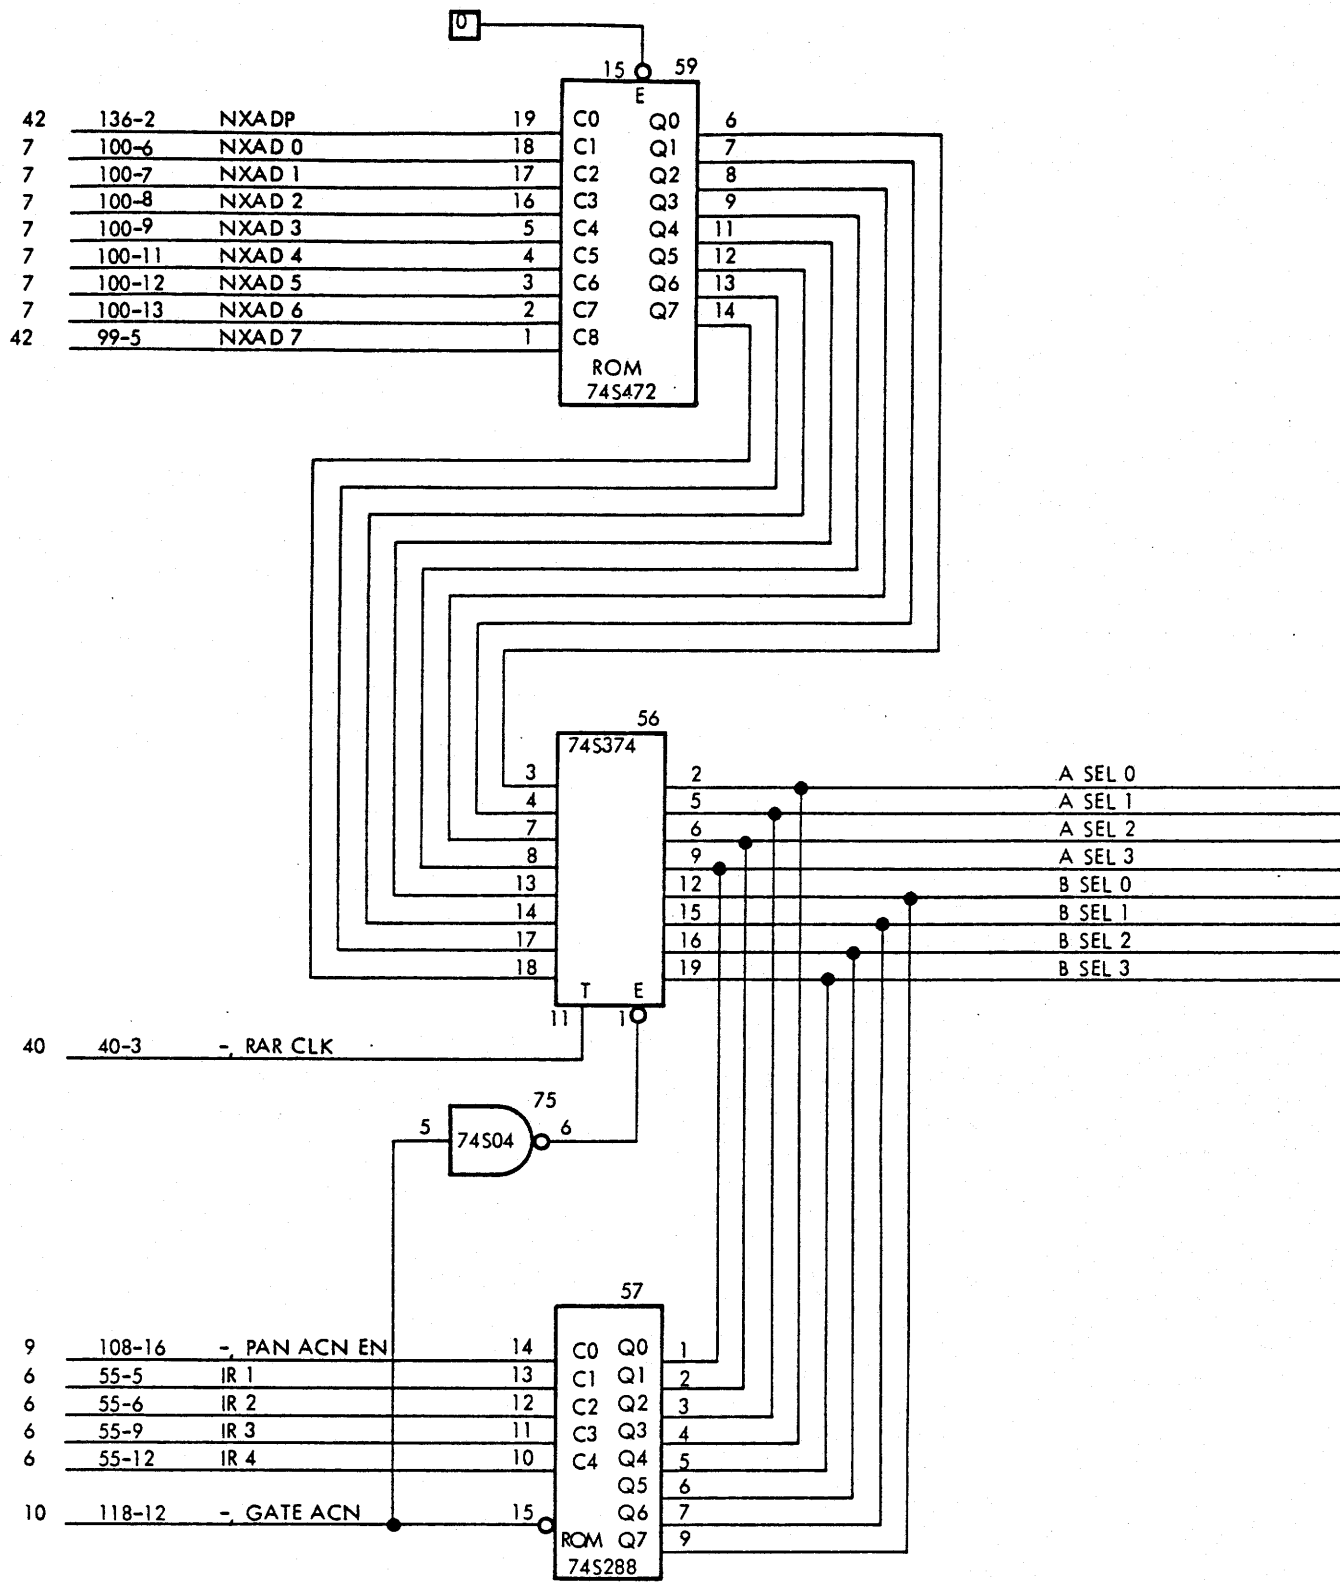 0
15 59
E
42 136-2 NXADP 19 C0 Q0 6
7 100-6 NXAD 0 18 C1 Q1 7
7 100-7 NXAD 1 17 C2 Q2 8
7 100-8 NXAD 2 16 C3 Q3 9
7 100-9 NXAD 3 5 C4 Q4 11
7 100-11 NXAD 4 4 C5 Q5 12
7 100-12 NXAD 5 3 C6 Q6 13
7 100-13 NXAD 6 2 C7 Q7 14
42 99-5 NXAD 7 1 C8
ROM
74S472
56
74S374
3 2 A SEL 0
4 5 A SEL 1
7 6 A SEL 2
8 9 A SEL 3
13 12 B SEL 0
14 15 B SEL 1
17 16 B SEL 2
18 19 B SEL 3
T E
11 1
40 40-3 -, RAR CLK
75
5 74S04 6
57
9 108-16 -, PAN ACN EN 14 C0 Q0 1
6 55-5 IR 1 13 C1 Q1 2
6 55-6 IR 2 12 C2 Q2 3
6 55-9 IR 3 11 C3 Q3 4
6 55-12 IR 4 10 C4 Q4 5
Q5 6
10 118-12 -, GATE ACN 15 Q6 7
ROM Q7 9
74S288